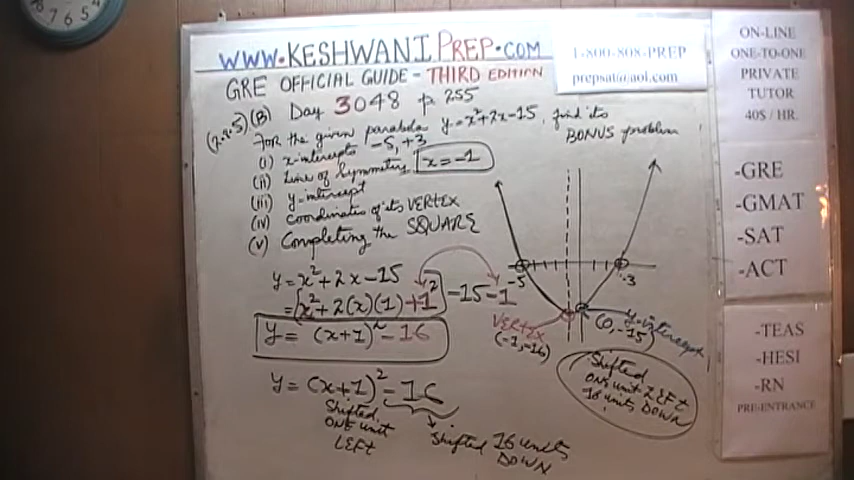 8 7 6 5 4
www.KESHWANIPREP.com
1-800-808-PREP
prepsat@aol.com
GRE OFFICIAL GUIDE - THIRD EDITION
(B) Day 3048 p 255
For the given parabola y = x²+2x-15, find its
BONUS problem
(i) x-intercepts -5, +3
(ii) Line of Symmetry x = -1
(iii) y-intercept
(iv) coordinates of its VERTEX
(v) Completing the SQUARE
y = x²+2x-15
= x²+2(x)(1)+1² -15-1
y = (x+1)²-16
y = (x+1)²-16
Shifted
ONE unit
LEFT
Shifted 16 units
DOWN
-5
3
VERTEX
(-1,-16)
y-intercept
(0,-15)
Shifted
ONE unit LEFT
16 units DOWN
ON-LINE
ONE-TO-ONE
PRIVATE
TUTOR
40$ / HR.
-GRE
-GMAT
-SAT
-ACT
-TEAS
-HESI
-RN
PRE-ENTRANCE